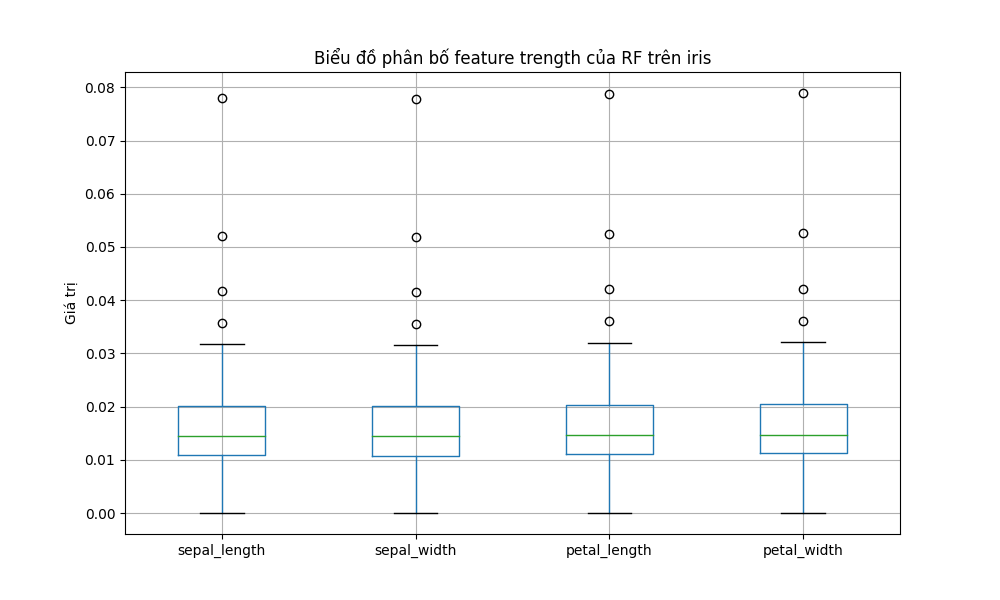 Biểu đồ phân bố feature trength của RF trên iris
Giá trị
0.08
0.07
0.06
0.05
0.04
0.03
0.02
0.01
0.00
sepal_length
sepal_width
petal_length
petal_width